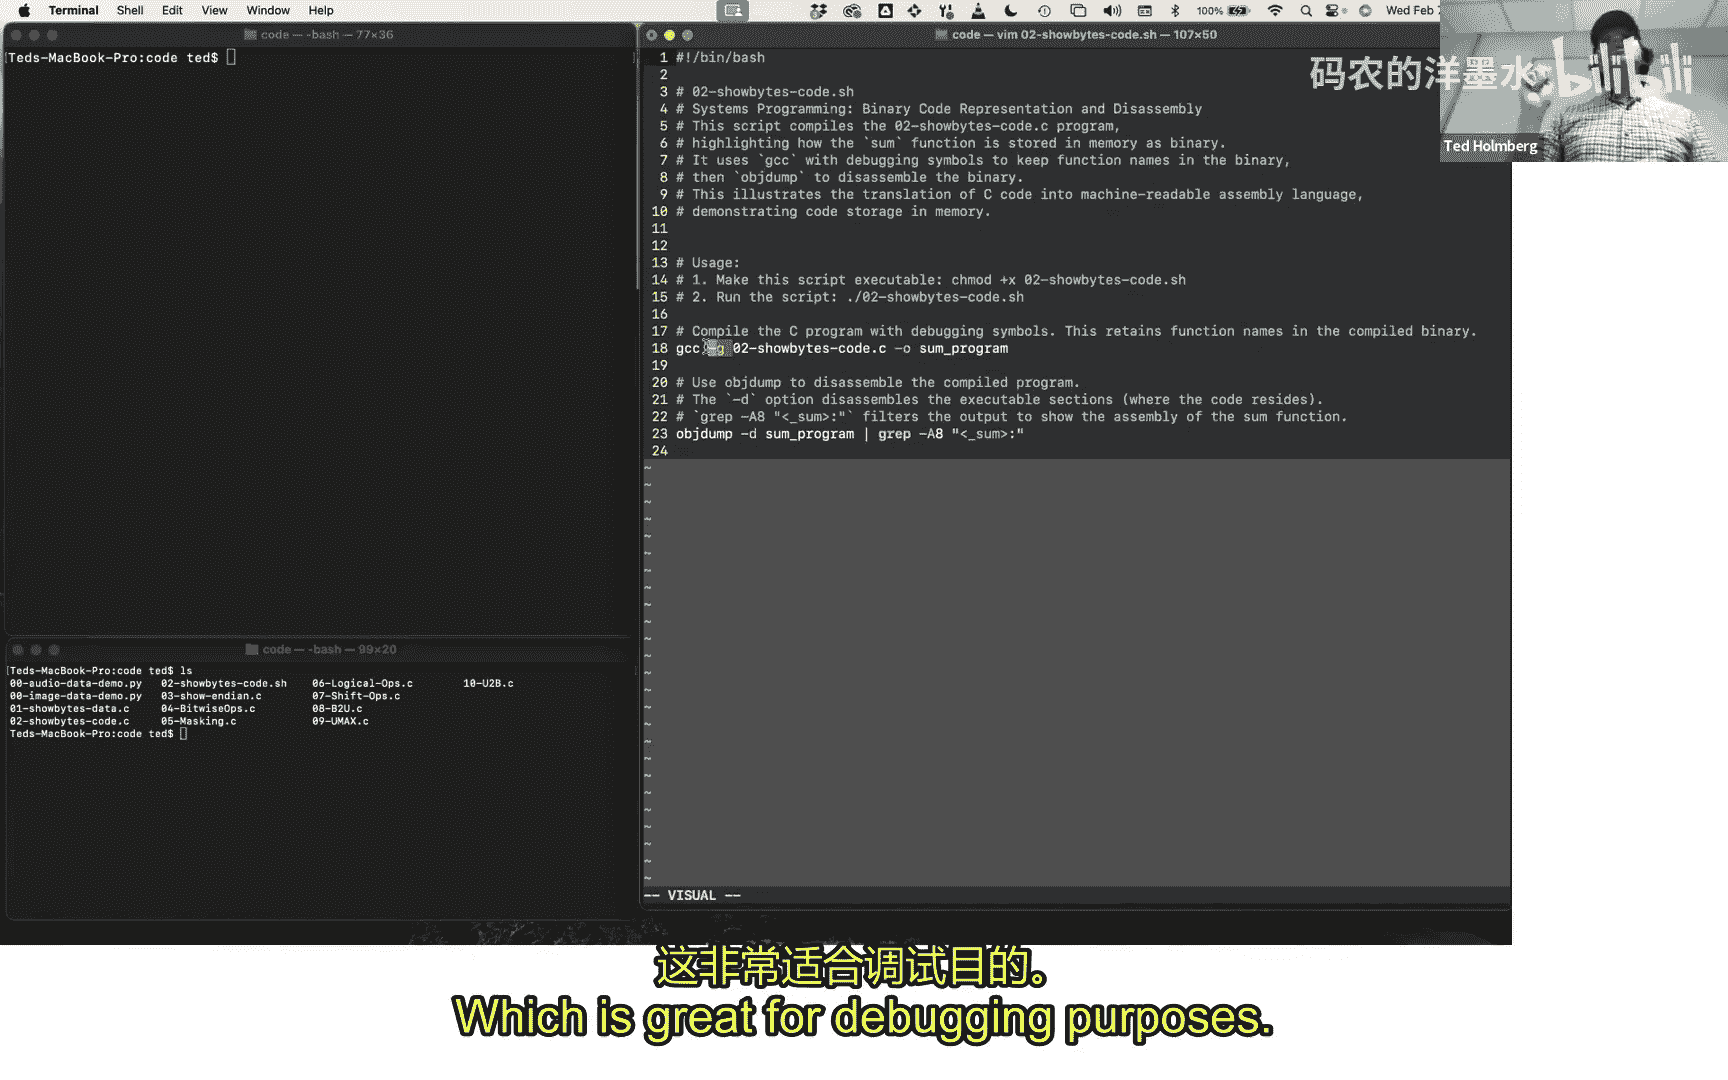 Terminal Shell Edit View Window Help 100% Wed Feb
code — -bash — 77×36
Teds-MacBook-Pro:code ted$
code — vim 02-showbytes-code.sh — 107×50
1 #!/bin/bash
2
3 # 02-showbytes-code.sh
4 # Systems Programming: Binary Code Representation and Disassembly
5 # This script compiles the 02-showbytes-code.c program,
6 # highlighting how the `sum` function is stored in memory as binary.
7 # It uses `gcc` with debugging symbols to keep function names in the binary,
8 # then `objdump` to disassemble the binary.
9 # This illustrates the translation of C code into machine-readable assembly language,
10 # demonstrating code storage in memory.
11
12
13 # Usage:
14 # 1. Make this script executable: chmod +x 02-showbytes-code.sh
15 # 2. Run the script: ./02-showbytes-code.sh
16
17 # Compile the C program with debugging symbols. This retains function names in the compiled binary.
18 gcc -g 02-showbytes-code.c -o sum_program
19
20 # Use objdump to disassemble the compiled program.
21 # The `-d` option disassembles the executable sections (where the code resides).
22 # `grep -A8 "<_sum>:"` filters the output to show the assembly of the sum function.
23 objdump -d sum_program | grep -A8 "<_sum>:"
24
-- VISUAL --
码农的洋墨水 bilibili
Ted Holmberg
code — -bash — 99×20
Teds-MacBook-Pro:code ted$ ls
00-audio-data-demo.py 02-showbytes-code.sh 06-Logical-Ops.c 10-U2B.c
00-image-data-demo.py 03-show-endian.c 07-Shift-Ops.c
01-showbytes-data.c 04-BitwiseOps.c 08-B2U.c
02-showbytes-code.c 05-Masking.c 09-UMAX.c
Teds-MacBook-Pro:code ted$
这非常适合调试目的。
Which is great for debugging purposes.